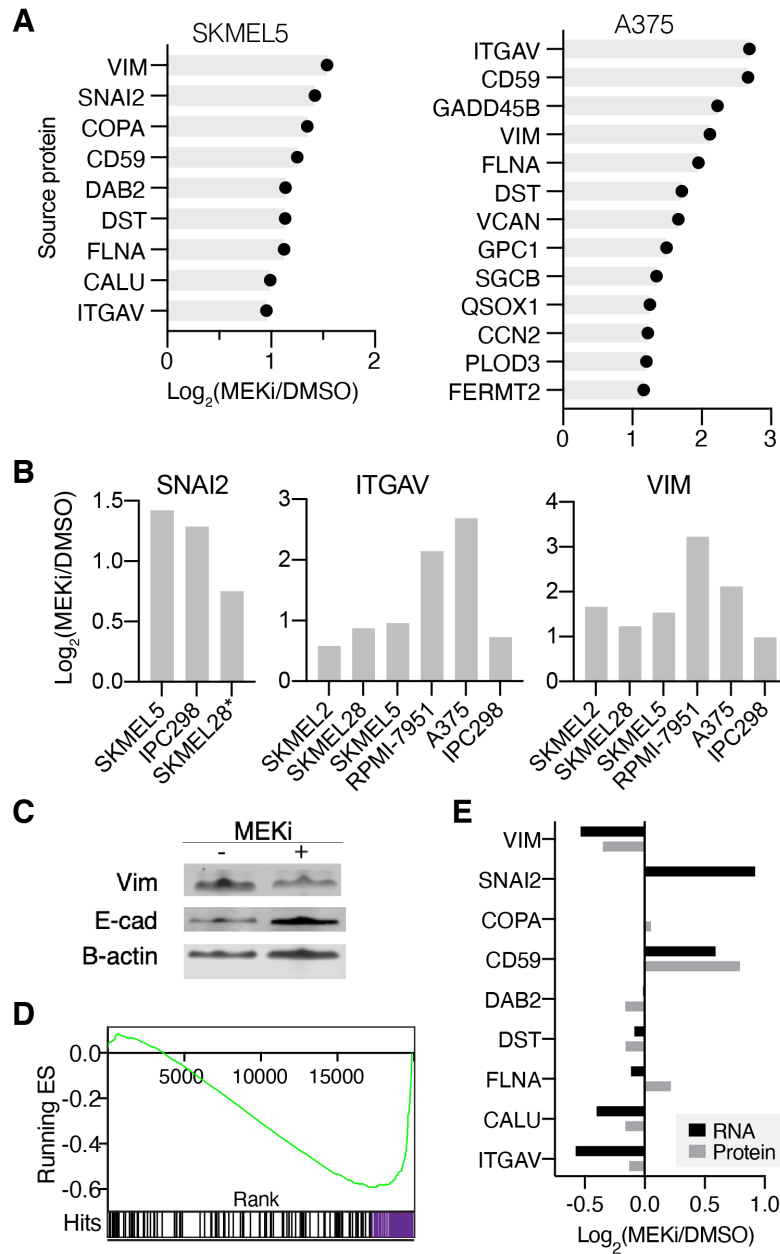 A
SKMEL5
Source protein
VIM
SNAI2
COPA
CD59
DAB2
DST
FLNA
CALU
ITGAV
0 1 2
Log2(MEKi/DMSO)
A375
ITGAV
CD59
GADD45B
VIM
FLNA
DST
VCAN
GPC1
SGCB
QSOX1
CCN2
PLOD3
FERMT2
0 1 2 3
B
Log2(MEKi/DMSO)
SNAI2
1.5
1.0
0.5
0.0
SKMEL5
IPC298
SKMEL28*
ITGAV
3
2
1
0
SKMEL2
SKMEL28
SKMEL5
RPMI-7951
A375
IPC298
VIM
4
3
2
1
0
SKMEL2
SKMEL28
SKMEL5
RPMI-7951
A375
IPC298
C
MEKi
- +
Vim
E-cad
B-actin
D
Running ES
0.0
-0.2
-0.4
-0.6
5000 10000 15000
Rank
Hits
E
VIM
SNAI2
COPA
CD59
DAB2
DST
FLNA
CALU
ITGAV
RNA
Protein
-0.5 0.0 0.5 1.0
Log2(MEKi/DMSO)